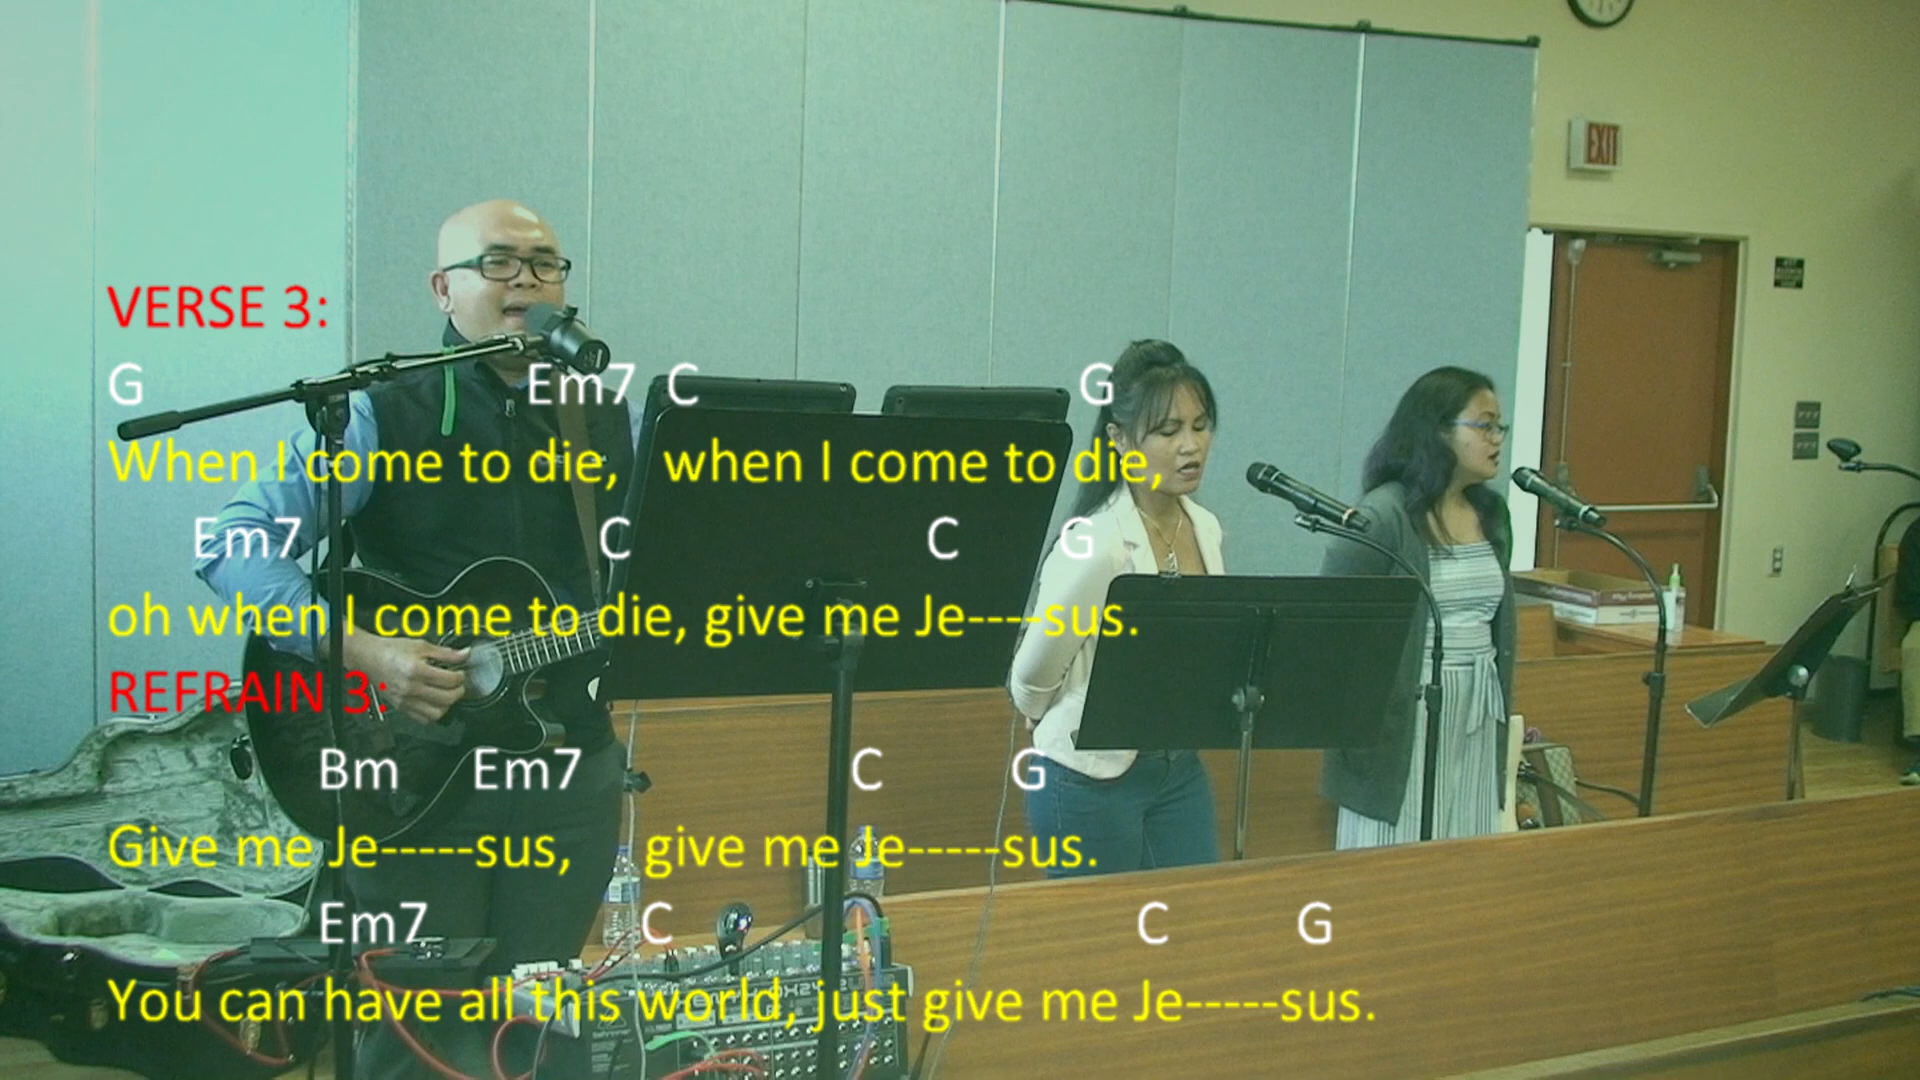 EXIT
VERSE 3:
G Em7 C G
When I come to die, when I come to die,
Em7 C C G
oh when I come to die, give me Je----sus.
REFRAIN 3:
Bm Em7 C G
Give me Je-----sus, give me Je-----sus.
Em7 C C G
You can have all this world, just give me Je-----sus.